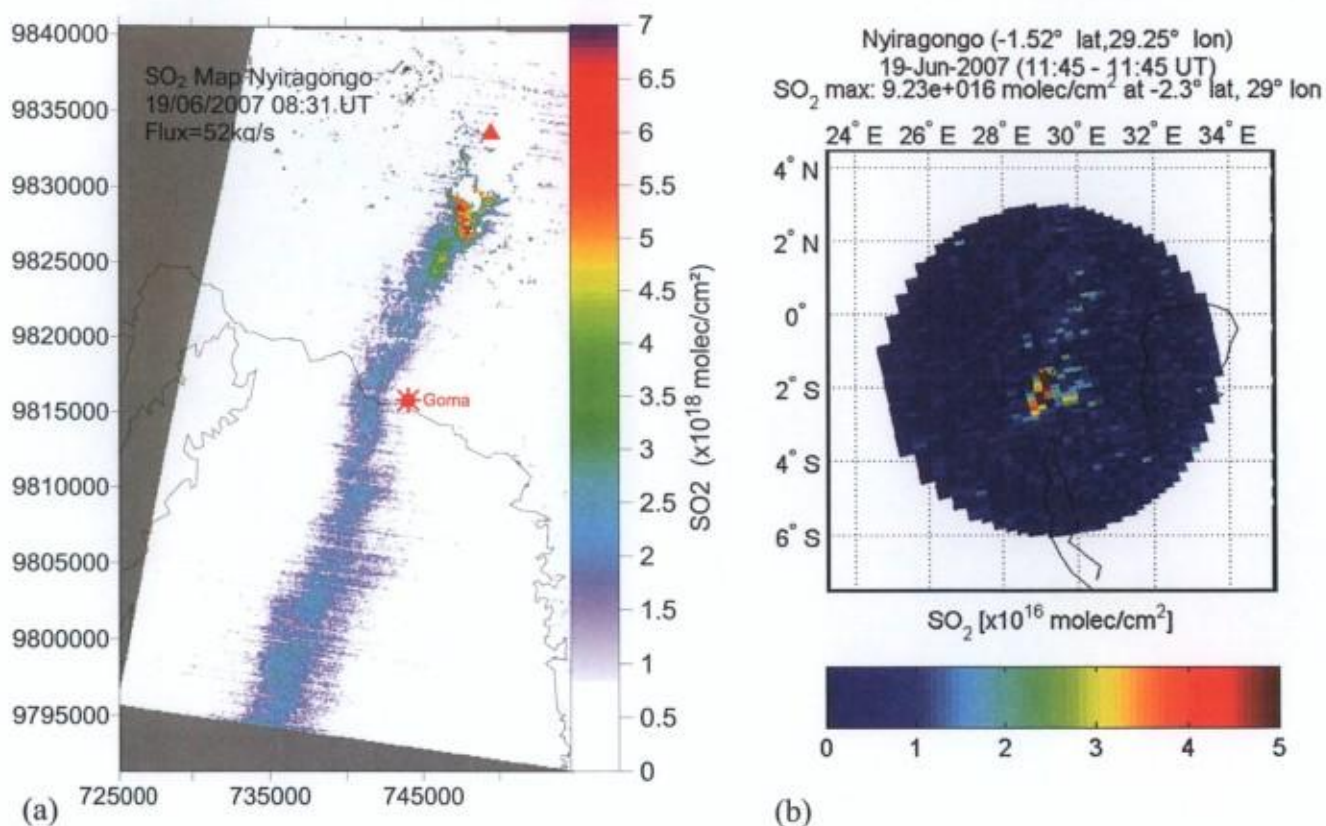 9840000
9835000
9830000
9825000
9820000
9815000
9810000
9805000
9800000
9795000
725000 735000 745000
SO2 Map Nyiragongo
19/06/2007 08:31.UT
Flux=52kg/s
Goma
7
6.5
6
5.5
5
4.5
4
3.5
3
2.5
2
1.5
1
0.5
0
SO2 (x10^18 molec/cm²)
(a)
Nyiragongo (-1.52° lat,29.25° lon)
19-Jun-2007 (11:45 - 11:45 UT)
SO2 max: 9.23e+016 molec/cm² at -2.3° lat, 29° lon
24° E 26° E 28° E 30° E 32° E 34° E
4° N
2° N
0°
2° S
4° S
6° S
SO2 [x10^16 molec/cm²]
0 1 2 3 4 5
(b)